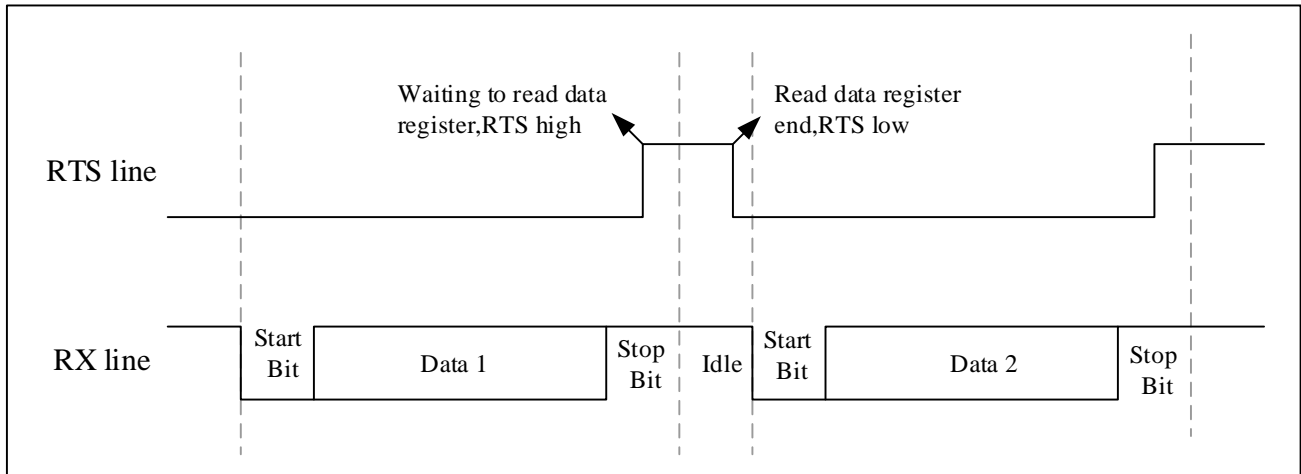 Waiting to read data
register,RTS high
Read data register
end,RTS low
RTS line
RX line
Start
Bit
Data 1
Stop
Bit
Idle
Start
Bit
Data 2
Stop
Bit